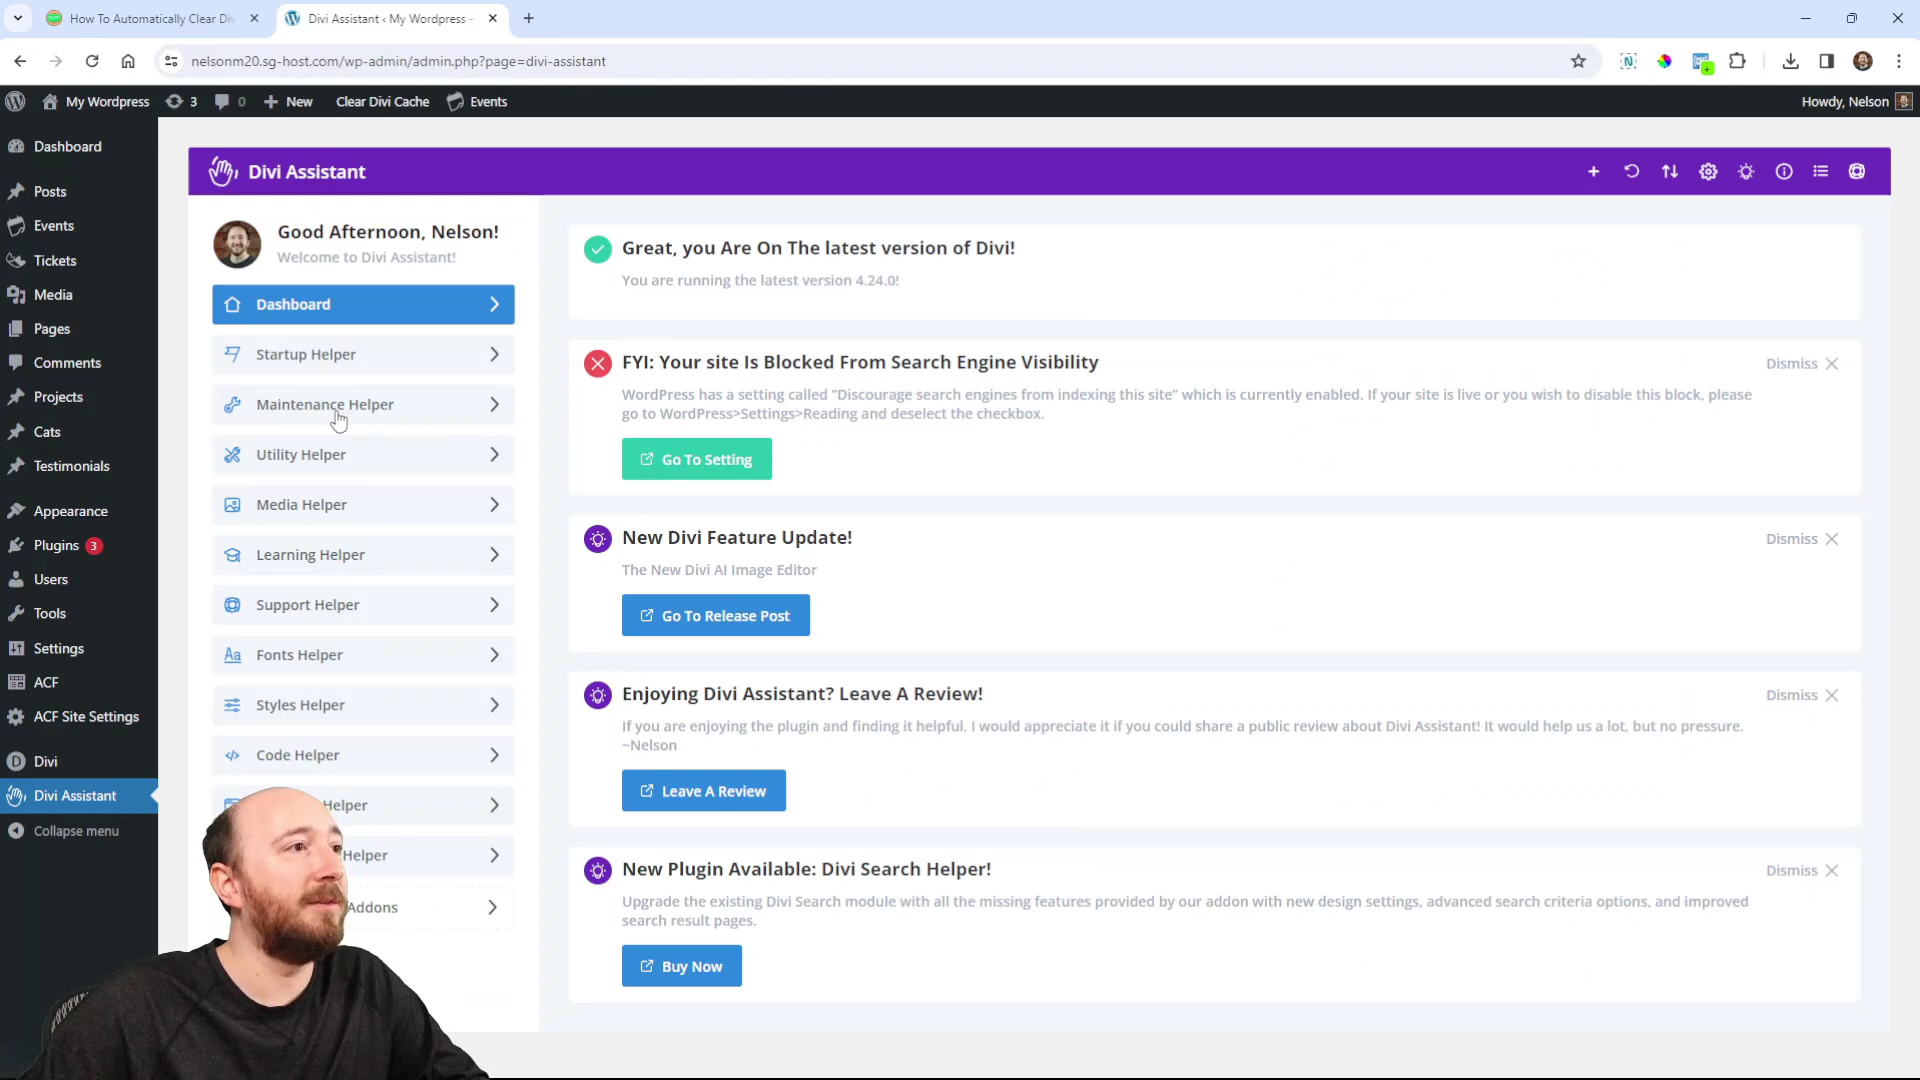 How To Automatically Clear Div
Divi Assistant ‹ My Wordpress –
nelsonm20.sg-host.com/wp-admin/admin.php?page=divi-assistant
My Wordpress
3
0
New
Clear Divi Cache
Events
Howdy, Nelson
Dashboard
Posts
Events
Tickets
Media
Pages
Comments
Projects
Cats
Testimonials
Appearance
Plugins 3
Users
Tools
Settings
ACF
ACF Site Settings
Divi
Divi Assistant
Collapse menu
Divi Assistant
Good Afternoon, Nelson!
Welcome to Divi Assistant!
Dashboard
Startup Helper
Maintenance Helper
Utility Helper
Media Helper
Learning Helper
Support Helper
Fonts Helper
Styles Helper
Code Helper
Helper
Helper
Addons
Great, you Are On The latest version of Divi!
You are running the latest version 4.24.0!
FYI: Your site Is Blocked From Search Engine Visibility
Dismiss
WordPress has a setting called "Discourage search engines from indexing this site" which is currently enabled. If your site is live or you wish to disable this block, please
go to WordPress>Settings>Reading and deselect the checkbox.
Go To Setting
New Divi Feature Update!
Dismiss
The New Divi AI Image Editor
Go To Release Post
Enjoying Divi Assistant? Leave A Review!
Dismiss
If you are enjoying the plugin and finding it helpful, I would appreciate it if you could share a public review about Divi Assistant! It would help us a lot, but no pressure.
~Nelson
Leave A Review
New Plugin Available: Divi Search Helper!
Dismiss
Upgrade the existing Divi Search module with all the missing features provided by our addon with new design settings, advanced search criteria options, and improved
search result pages.
Buy Now